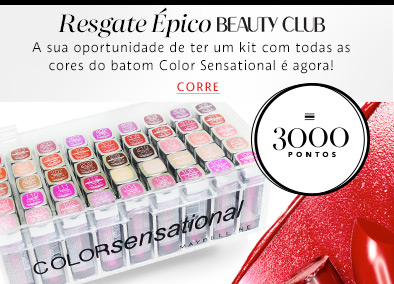 Resgate Épico BEAUTY CLUB
A sua oportunidade de ter um kit com todas as
cores do batom Color Sensational é agora!
CORRE
3000
PONTOS
COLORsensational
MAYBELLINE